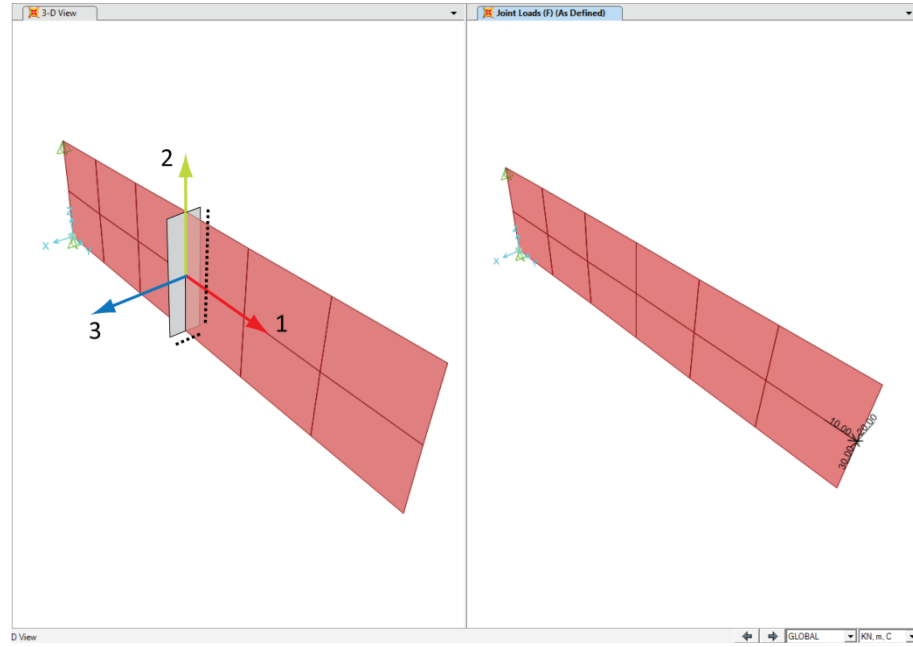 3-D View
Joint Loads (F) (As Defined)
2
3
1
X
Z
Y
X
10.00
20.00
30.00
D View
GLOBAL
KN, m, C